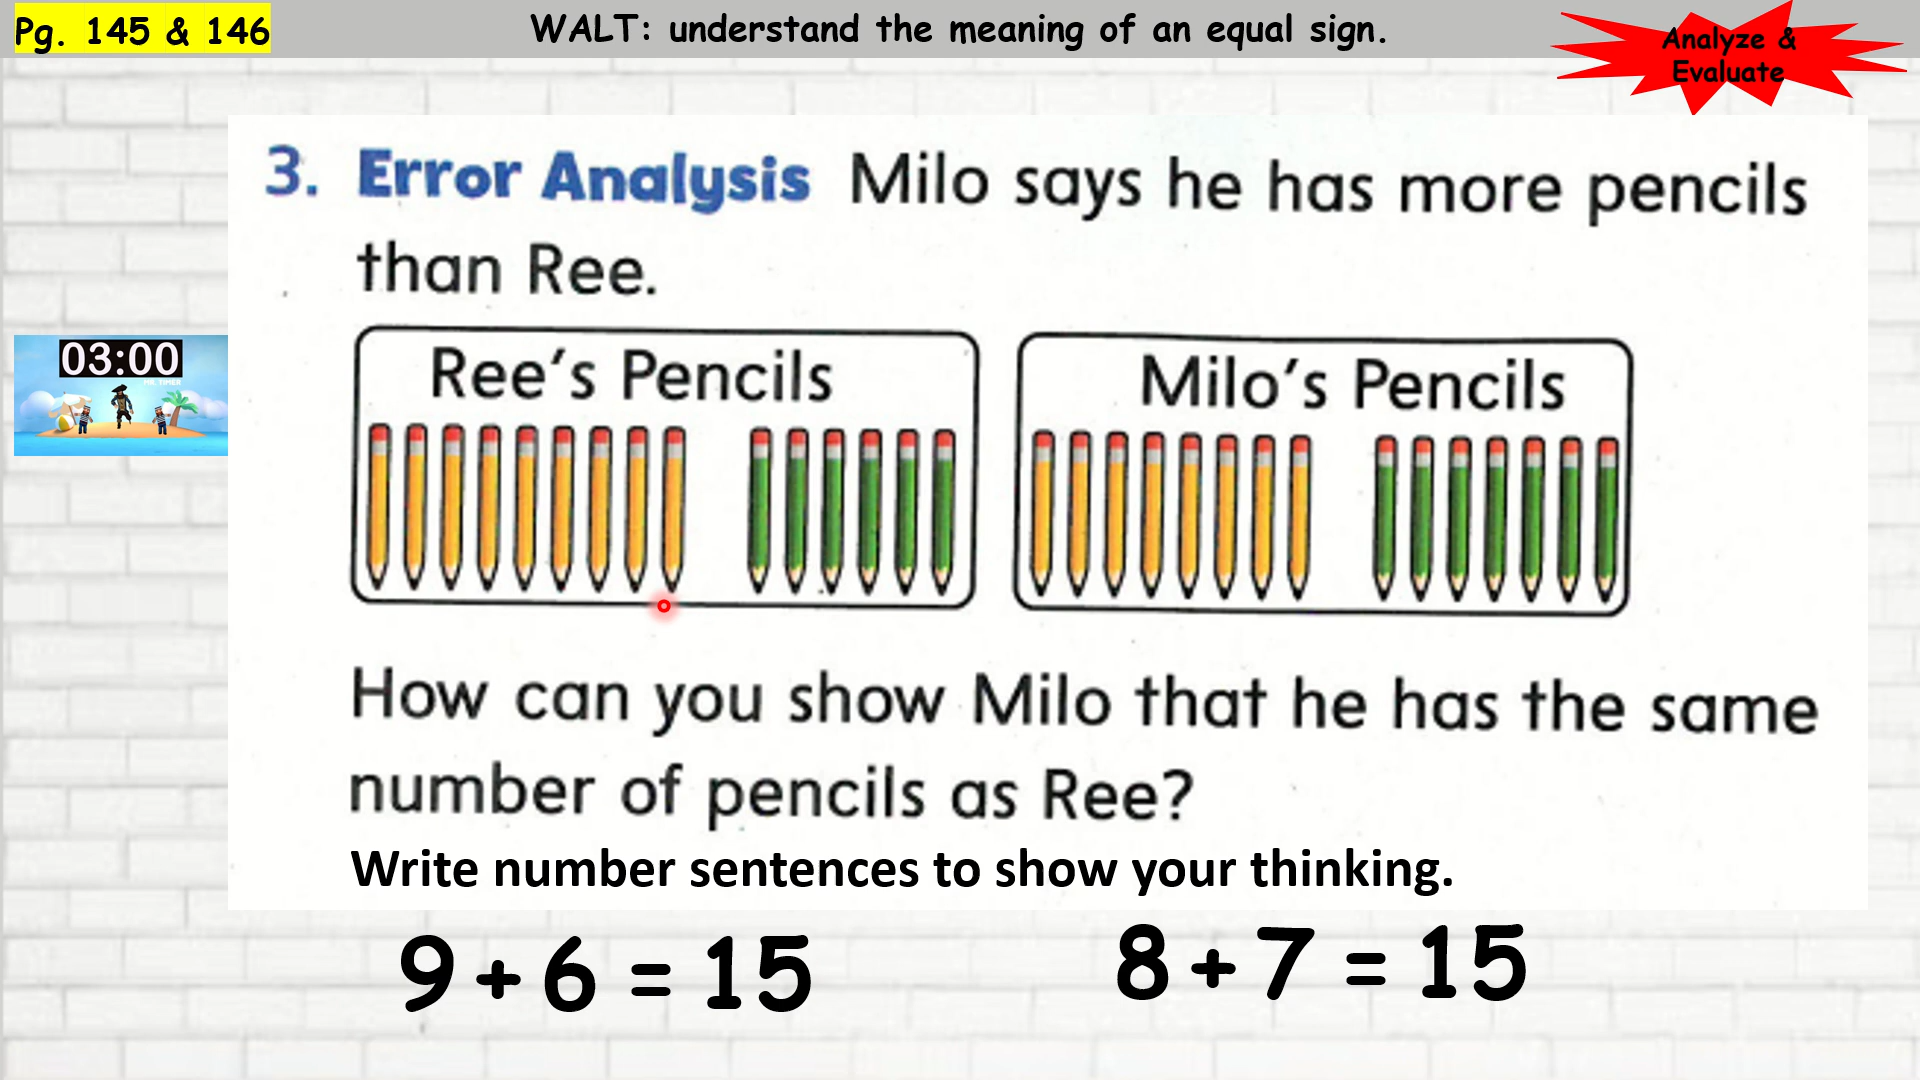 Pg. 145 & 146
WALT: understand the meaning of an equal sign.
Analyze &
Evaluate
3. Error Analysis Milo says he has more pencils
than Ree.
03:00
MR. TIMER
Ree's Pencils
Milo's Pencils
How can you show Milo that he has the same
number of pencils as Ree?
Write number sentences to show your thinking.
9 + 6 = 15
8 + 7 = 15